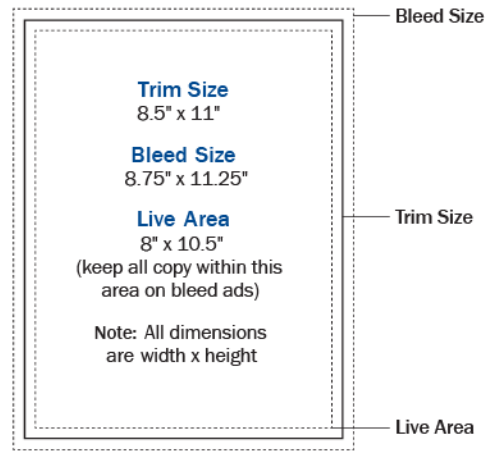 Bleed Size
Trim Size
8.5" x 11"
Bleed Size
8.75" x 11.25"
Live Area
8" x 10.5"
(keep all copy within this
area on bleed ads)
Note: All dimensions
are width x height
Trim Size
Live Area